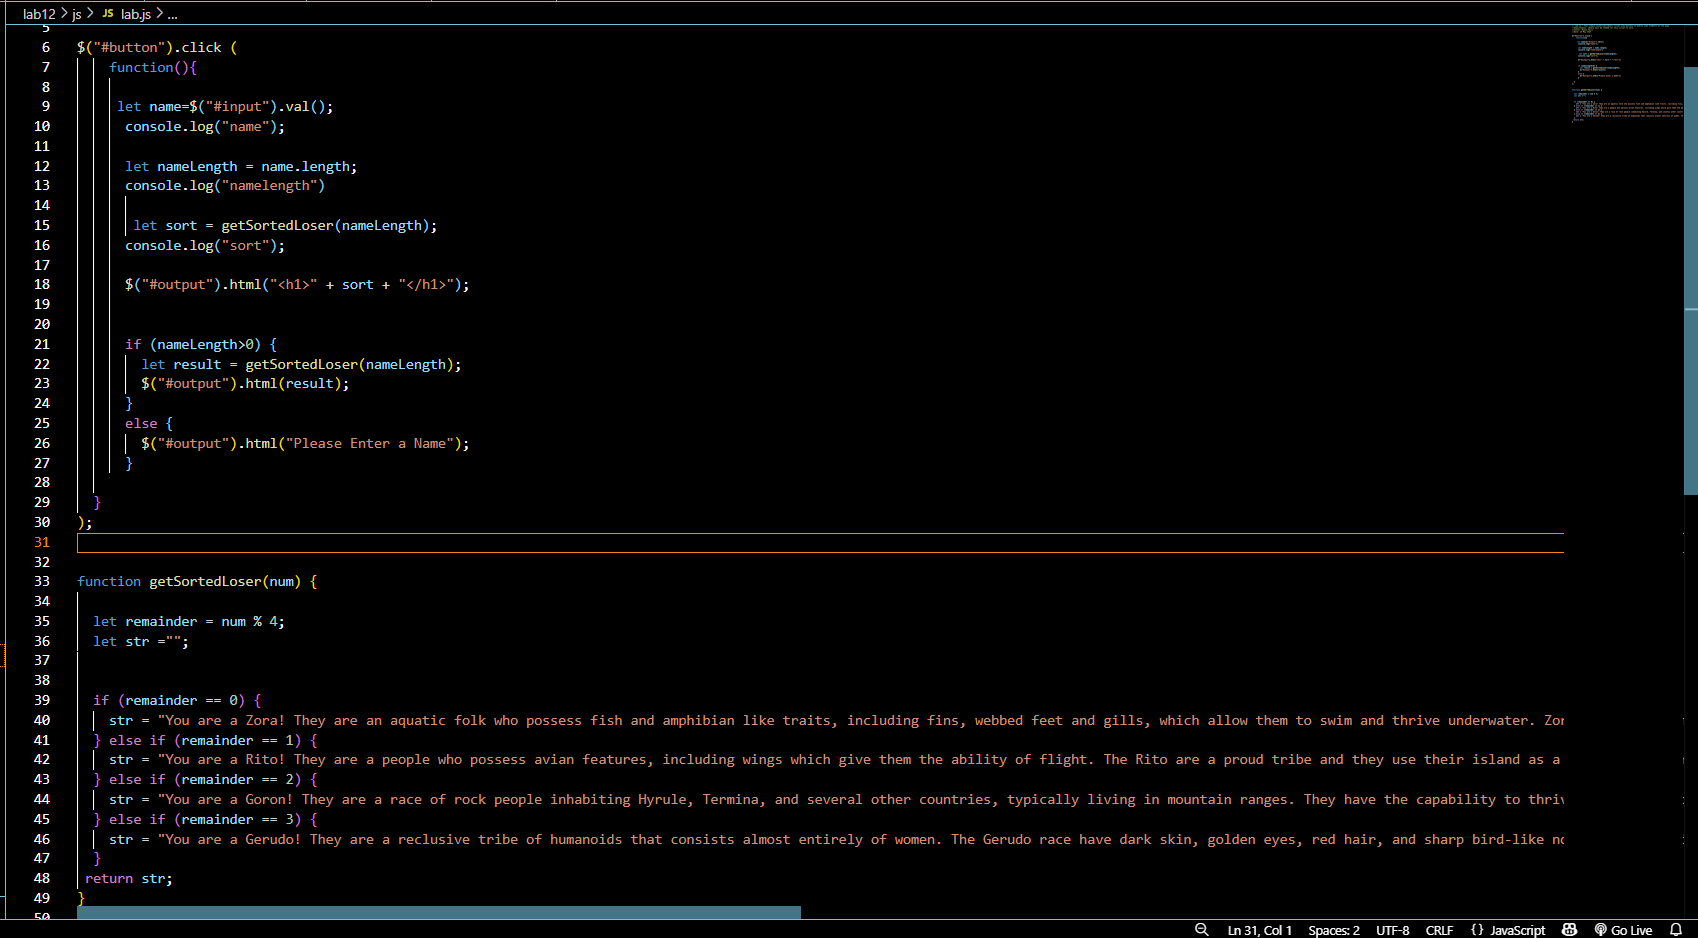 lab12 > js > JS lab.js > ...
5
6 $("#button").click (
7 function(){
8
9 let name=$("#input").val();
10 console.log("name");
11
12 let nameLength = name.length;
13 console.log("namelength")
14
15 let sort = getSortedLoser(nameLength);
16 console.log("sort");
17
18 $("#output").html("<h1>" + sort + "</h1>");
19
20
21 if (nameLength>0) {
22 let result = getSortedLoser(nameLength);
23 $("#output").html(result);
24 }
25 else {
26 $("#output").html("Please Enter a Name");
27 }
28
29 }
30 );
31
32
33 function getSortedLoser(num) {
34
35 let remainder = num % 4;
36 let str ="";
37
38
39 if (remainder == 0) {
40 str = "You are a Zora! They are an aquatic folk who possess fish and amphibian like traits, including fins, webbed feet and gills, which allow them to swim and thrive underwater. Zor
41 } else if (remainder == 1) {
42 str = "You are a Rito! They are a people who possess avian features, including wings which give them the ability of flight. The Rito are a proud tribe and they use their island as a
43 } else if (remainder == 2) {
44 str = "You are a Goron! They are a race of rock people inhabiting Hyrule, Termina, and several other countries, typically living in mountain ranges. They have the capability to thriv
45 } else if (remainder == 3) {
46 str = "You are a Gerudo! They are a reclusive tribe of humanoids that consists almost entirely of women. The Gerudo race have dark skin, golden eyes, red hair, and sharp bird-like no
47 }
48 return str;
49 }
50
Ln 31, Col 1 Spaces: 2 UTF-8 CRLF {} JavaScript Go Live